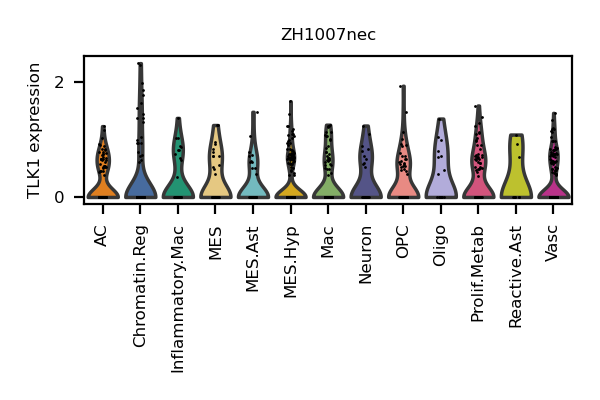 ZH1007nec
TLK1 expression
2
0
AC
Chromatin.Reg
Inflammatory.Mac
MES
MES.Ast
MES.Hyp
Mac
Neuron
OPC
Oligo
Prolif.Metab
Reactive.Ast
Vasc